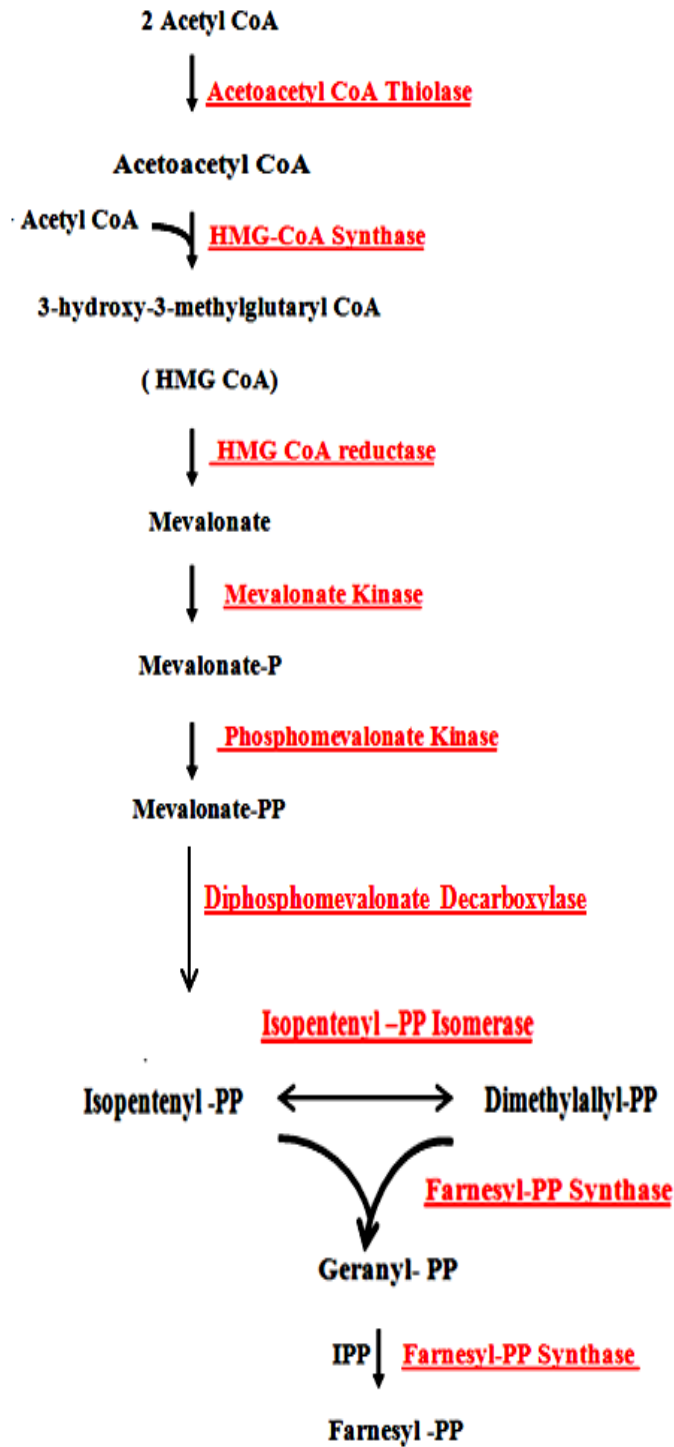 2 Acetyl CoA
Acetoacetyl CoA Thiolase
Acetoacetyl CoA
Acetyl CoA
HMG-CoA Synthase
3-hydroxy-3-methylglutaryl CoA
( HMG CoA)
HMG CoA reductase
Mevalonate
Mevalonate Kinase
Mevalonate-P
Phosphomevalonate Kinase
Mevalonate-PP
Diphosphomevalonate Decarboxylase
Isopentenyl –PP Isomerase
Isopentenyl -PP
Dimethylallyl-PP
Farnesyl-PP Synthase
Geranyl- PP
IPP
Farnesyl-PP Synthase
Farnesyl -PP